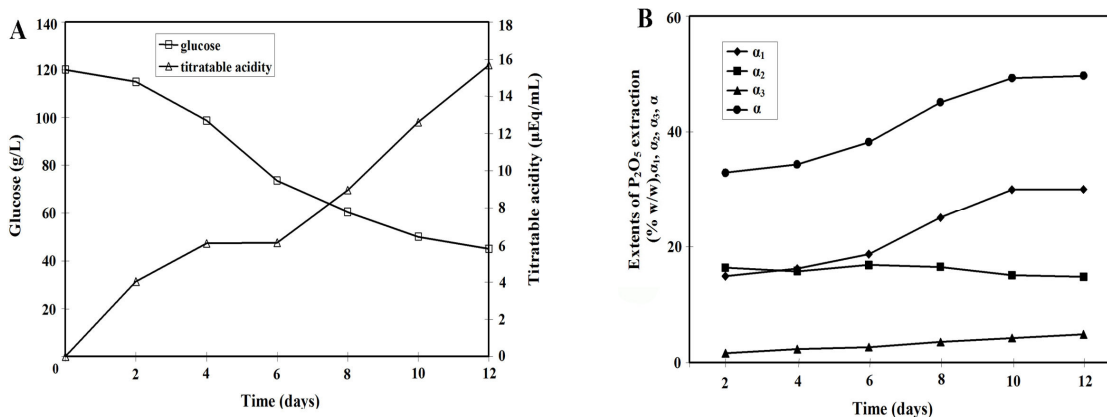 A
140
120
100
80
60
40
20
0
Glucose (g/L)
glucose
titratable acidity
18
16
14
12
10
8
6
4
2
0
Titratable acidity (µEq/mL)
2 4 6 8 10 12
Time (days)
B
60
40
20
0
Extents of P₂O₅ extraction
(% w/w),α₁, α₂, α₃, α
α₁
α₂
α₃
α
2 4 6 8 10 12
Time (days)